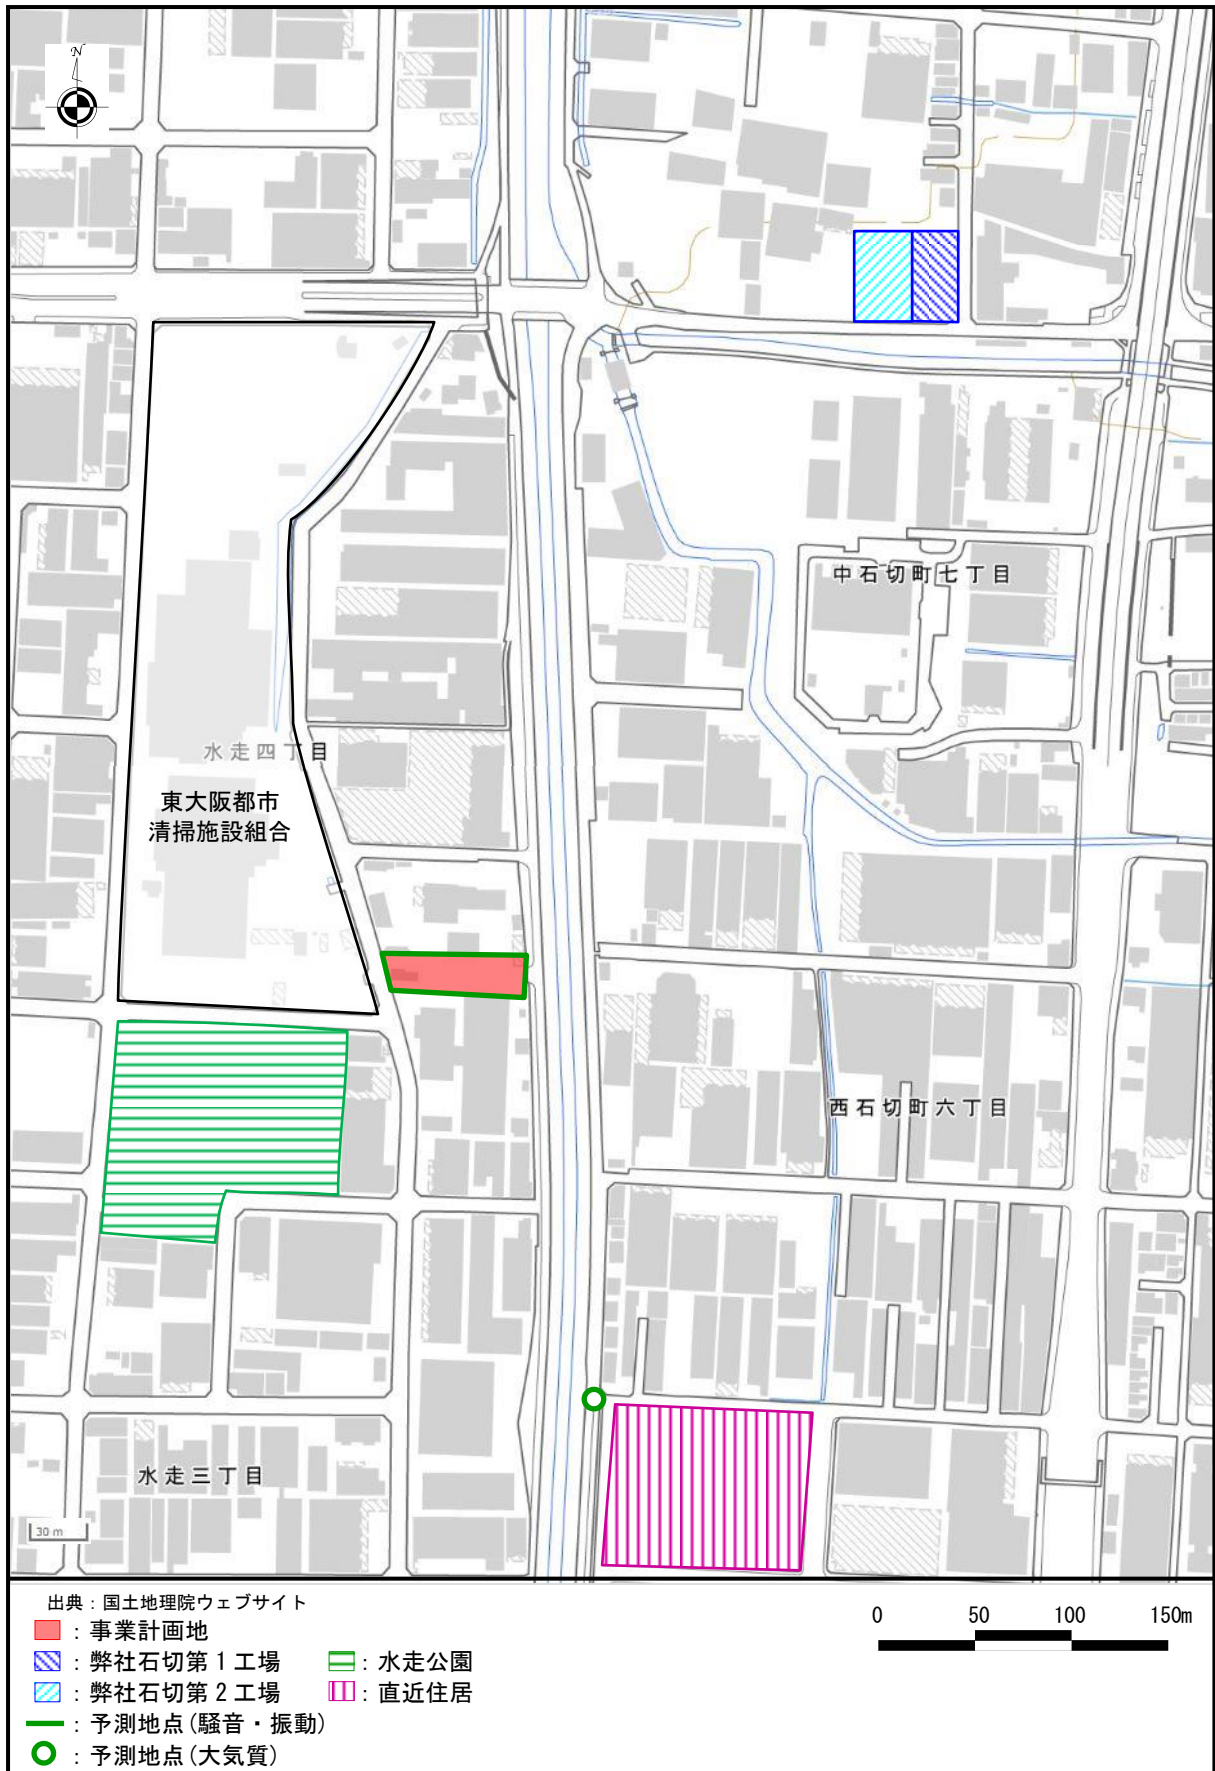 N
中石切町七丁目
水走四丁目
東大阪都市
清掃施設組合
西石切町六丁目
水走三丁目
30 m
出典：国土地理院ウェブサイト
：事業計画地
：弊社石切第１工場
：水走公園
：弊社石切第２工場
：直近住居
：予測地点(騒音・振動)
：予測地点(大気質)
0 50 100 150m